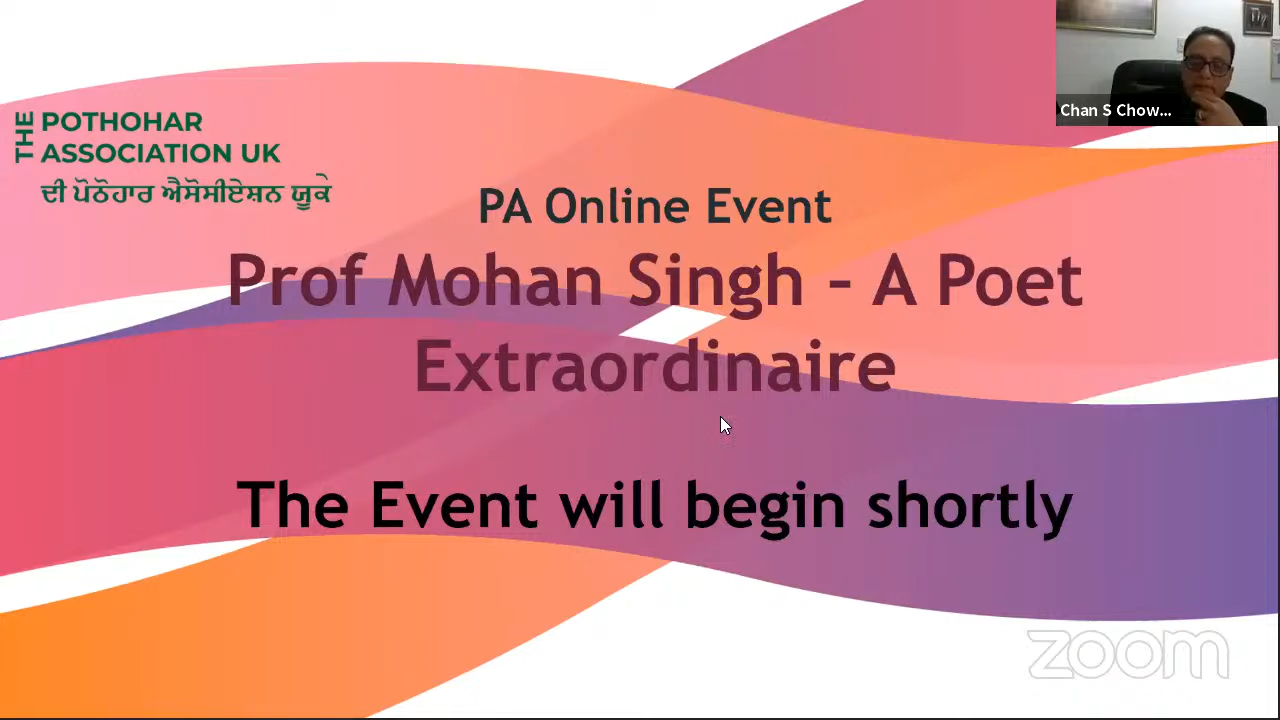 THE
POTHOHAR
ASSOCIATION UK
ਦੀ ਪੋਠੋਹਾਰ ਐਸੋਸੀਏਸ਼ਨ ਯੂਕੇ
Chan S Chow...
PA Online Event
Prof Mohan Singh – A Poet
Extraordinaire
The Event will begin shortly
zoom